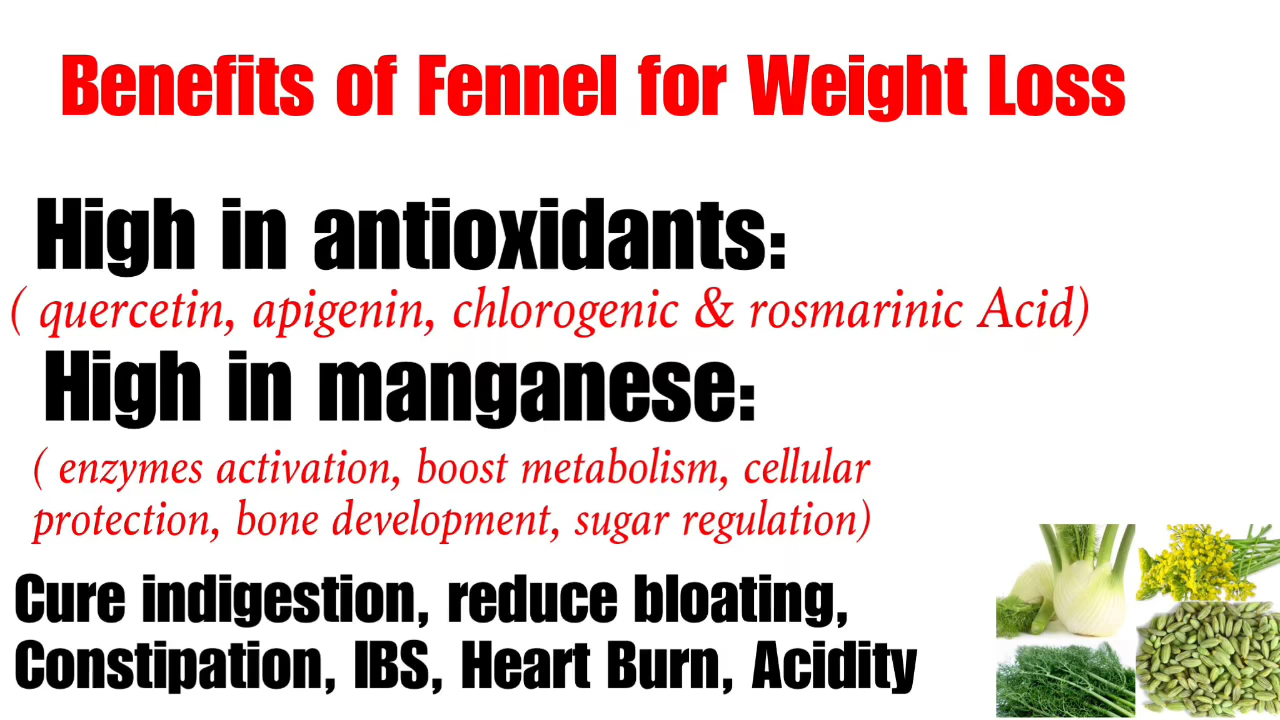 Benefits of Fennel for Weight Loss
High in antioxidants:
( quercetin, apigenin, chlorogenic & rosmarinic Acid)
High in manganese:
( enzymes activation, boost metabolism, cellular
protection, bone development, sugar regulation)
Cure indigestion, reduce bloating,
Constipation, IBS, Heart Burn, Acidity